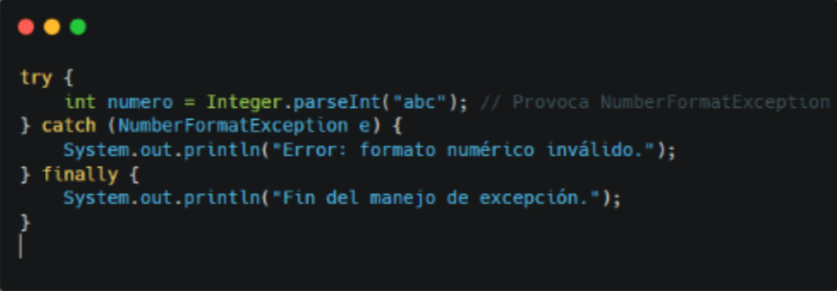 try {
    int numero = Integer.parseInt("abc"); // Provoca NumberFormatException
} catch (NumberFormatException e) {
    System.out.println("Error: formato numérico inválido.");
} finally {
    System.out.println("Fin del manejo de excepción.");
}